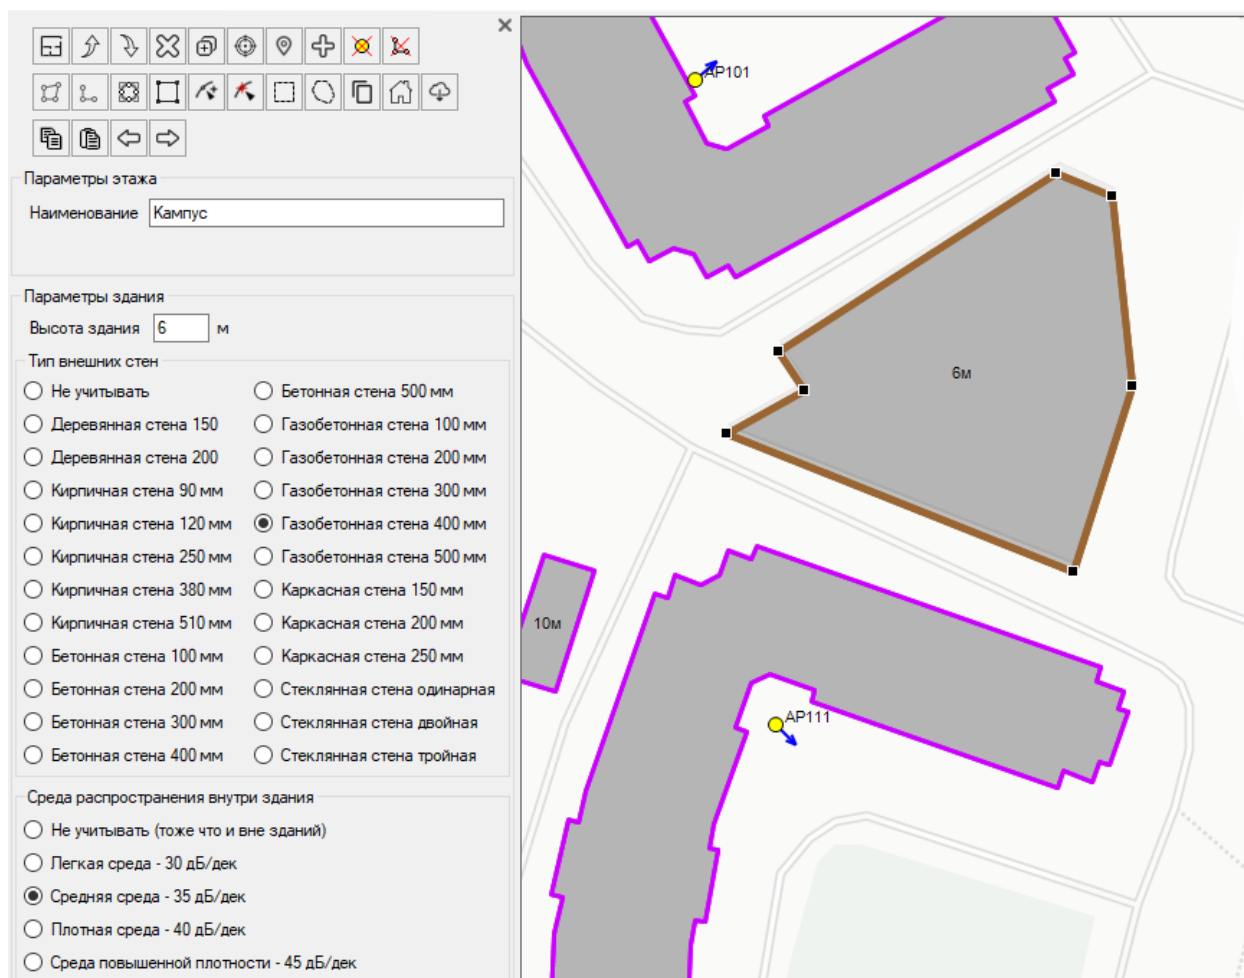 Параметры этажа
Наименование Кампус
Параметры здания
Высота здания 6 м
Тип внешних стен
Не учитывать
Деревянная стена 150
Деревянная стена 200
Кирпичная стена 90 мм
Кирпичная стена 120 мм
Кирпичная стена 250 мм
Кирпичная стена 380 мм
Кирпичная стена 510 мм
Бетонная стена 100 мм
Бетонная стена 200 мм
Бетонная стена 300 мм
Бетонная стена 400 мм
Бетонная стена 500 мм
Газобетонная стена 100 мм
Газобетонная стена 200 мм
Газобетонная стена 300 мм
Газобетонная стена 400 мм
Газобетонная стена 500 мм
Каркасная стена 150 мм
Каркасная стена 200 мм
Каркасная стена 250 мм
Стеклянная стена одинарная
Стеклянная стена двойная
Стеклянная стена тройная
Среда распространения внутри здания
Не учитывать (тоже что и вне зданий)
Легкая среда - 30 дБ/дек
Средняя среда - 35 дБ/дек
Плотная среда - 40 дБ/дек
Среда повышенной плотности - 45 дБ/дек
AP101
6м
10м
AP111